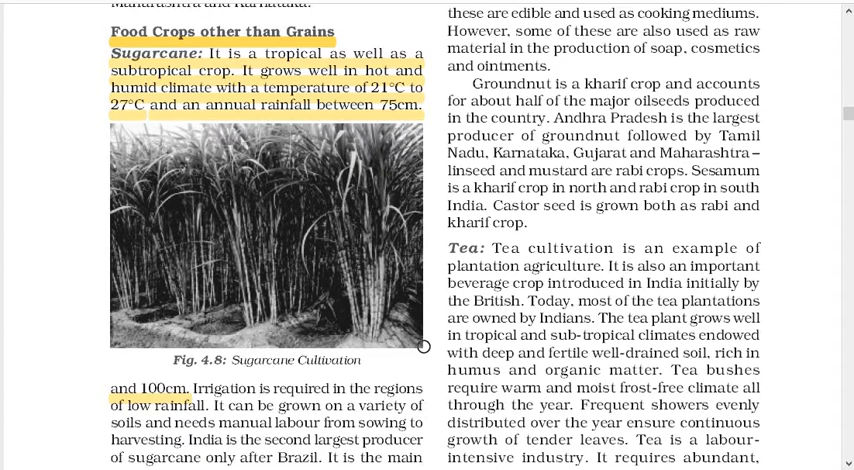 Food Crops other than Grains
Sugarcane: It is a tropical as well as a
subtropical crop. It grows well in hot and
humid climate with a temperature of 21°C to
27°C and an annual rainfall between 75cm.
Fig. 4.8: Sugarcane Cultivation
and 100cm. Irrigation is required in the regions
of low rainfall. It can be grown on a variety of
soils and needs manual labour from sowing to
harvesting. India is the second largest producer
of sugarcane only after Brazil. It is the main
these are edible and used as cooking mediums.
However, some of these are also used as raw
material in the production of soap, cosmetics
and ointments.
Groundnut is a kharif crop and accounts
for about half of the major oilseeds produced
in the country. Andhra Pradesh is the largest
producer of groundnut followed by Tamil
Nadu, Karnataka, Gujarat and Maharashtra –
linseed and mustard are rabi crops. Sesamum
is a kharif crop in north and rabi crop in south
India. Castor seed is grown both as rabi and
kharif crop.
Tea: Tea cultivation is an example of
plantation agriculture. It is also an important
beverage crop introduced in India initially by
the British. Today, most of the tea plantations
are owned by Indians. The tea plant grows well
in tropical and sub-tropical climates endowed
with deep and fertile well-drained soil, rich in
humus and organic matter. Tea bushes
require warm and moist frost-free climate all
through the year. Frequent showers evenly
distributed over the year ensure continuous
growth of tender leaves. Tea is a labour-
intensive industry. It requires abundant,